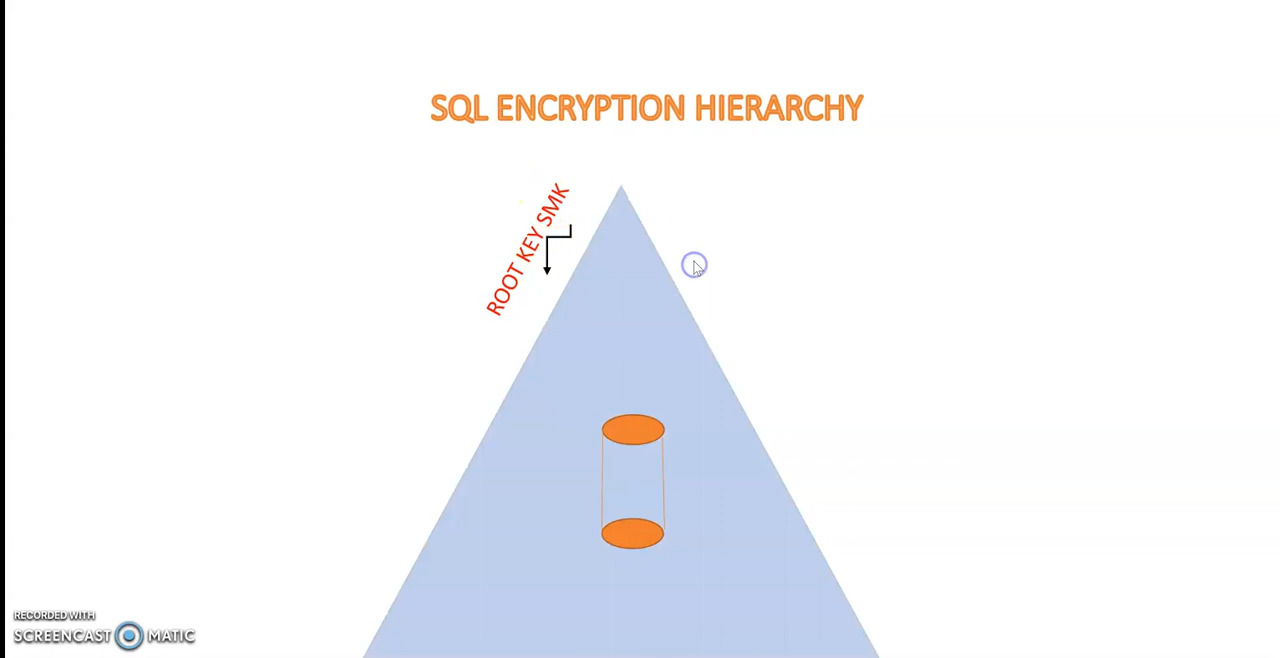 SQL ENCRYPTION HIERARCHY
ROOT KEY SMK
RECORDED WITH
SCREENCAST MATIC